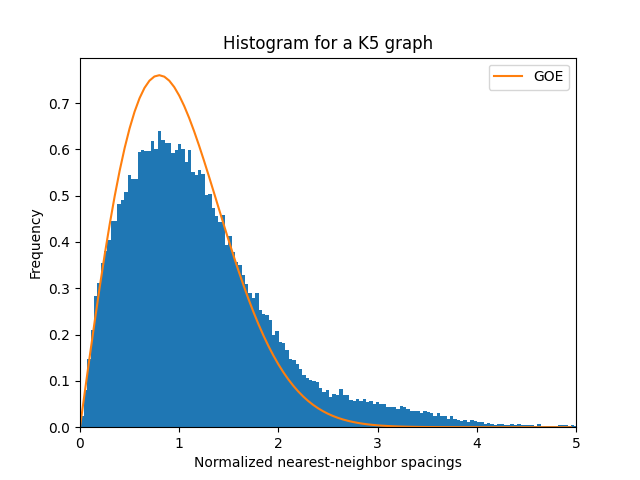 Histogram for a K5 graph
GOE
Frequency
0.7
0.6
0.5
0.4
0.3
0.2
0.1
0.0
0 1 2 3 4 5
Normalized nearest-neighbor spacings